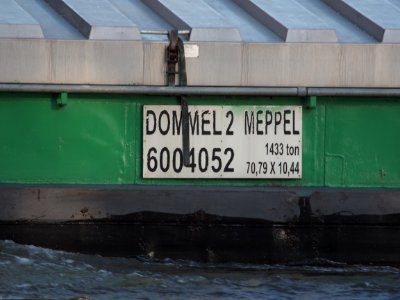 DOMMEL 2 MEPPEL
1433 ton
6004052
70,79 X 10,44